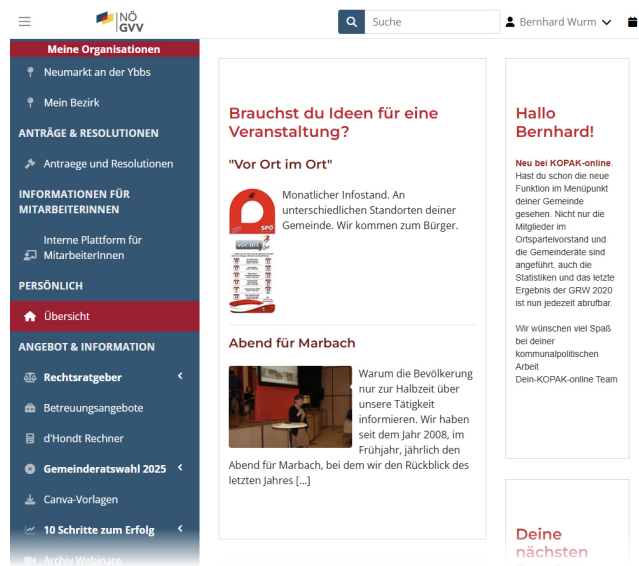 NÖ
GVV
Suche
Bernhard Wurm
Meine Organisationen
Neumarkt an der Ybbs
Mein Bezirk
ANTRÄGE & RESOLUTIONEN
Antraege und Resolutionen
INFORMATIONEN FÜR
MITARBEITERINNEN
Interne Plattform für
MitarbeiterInnen
PERSÖNLICH
Übersicht
ANGEBOT & INFORMATION
Rechtsratgeber
Betreuungsangebote
d'Hondt Rechner
Gemeinderatswahl 2025
Canva-Vorlagen
10 Schritte zum Erfolg
Archiv Webinare
Brauchst du Ideen für eine
Veranstaltung?
"Vor Ort im Ort"
SPÖ
vor ort
Monatlicher Infostand. An
unterschiedlichen Standorten deiner
Gemeinde. Wir kommen zum Bürger.
Abend für Marbach
Warum die Bevölkerung
nur zur Halbzeit über
unsere Tätigkeit
informieren. Wir haben
seit dem Jahr 2008, im
Frühjahr, jährlich den
Abend für Marbach, bei dem wir den Rückblick des
letzten Jahres [...]
Hallo
Bernhard!
Neu bei KOPAK-online.
Hast du schon die neue
Funktion im Menüpunkt
deiner Gemeinde
gesehen. Nicht nur die
Mitglieder im
Ortsparteivorstand und
die Gemeinderäte sind
angeführt, auch die
Statistiken und das letzte
Ergebnis der GRW 2020
ist nun jedezeit abrufbar.
Wir wünschen viel Spaß
bei deiner
kommunalpolitischen
Arbeit
Dein-KOPAK-online Team
Deine
nächsten